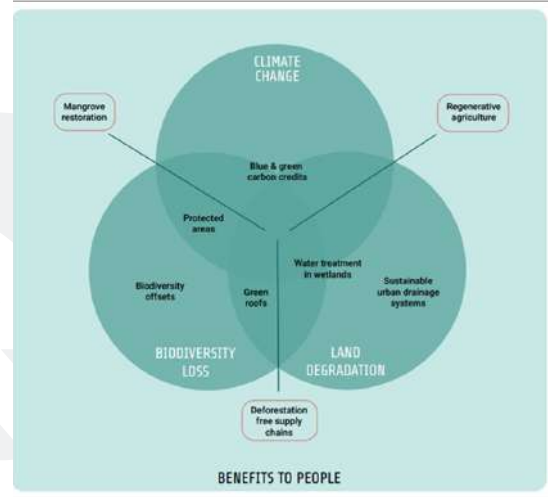 CLIMATE
CHANGE
Mangrove
restoration
Regenerative
agriculture
Blue & green
carbon credits
Protected
areas
Water treatment
in wetlands
Biodiversity
offsets
Green
roofs
Sustainable
urban drainage
systems
BIODIVERSITY
LOSS
LAND
DEGRADATION
Deforestation
free supply
chains
BENEFITS TO PEOPLE